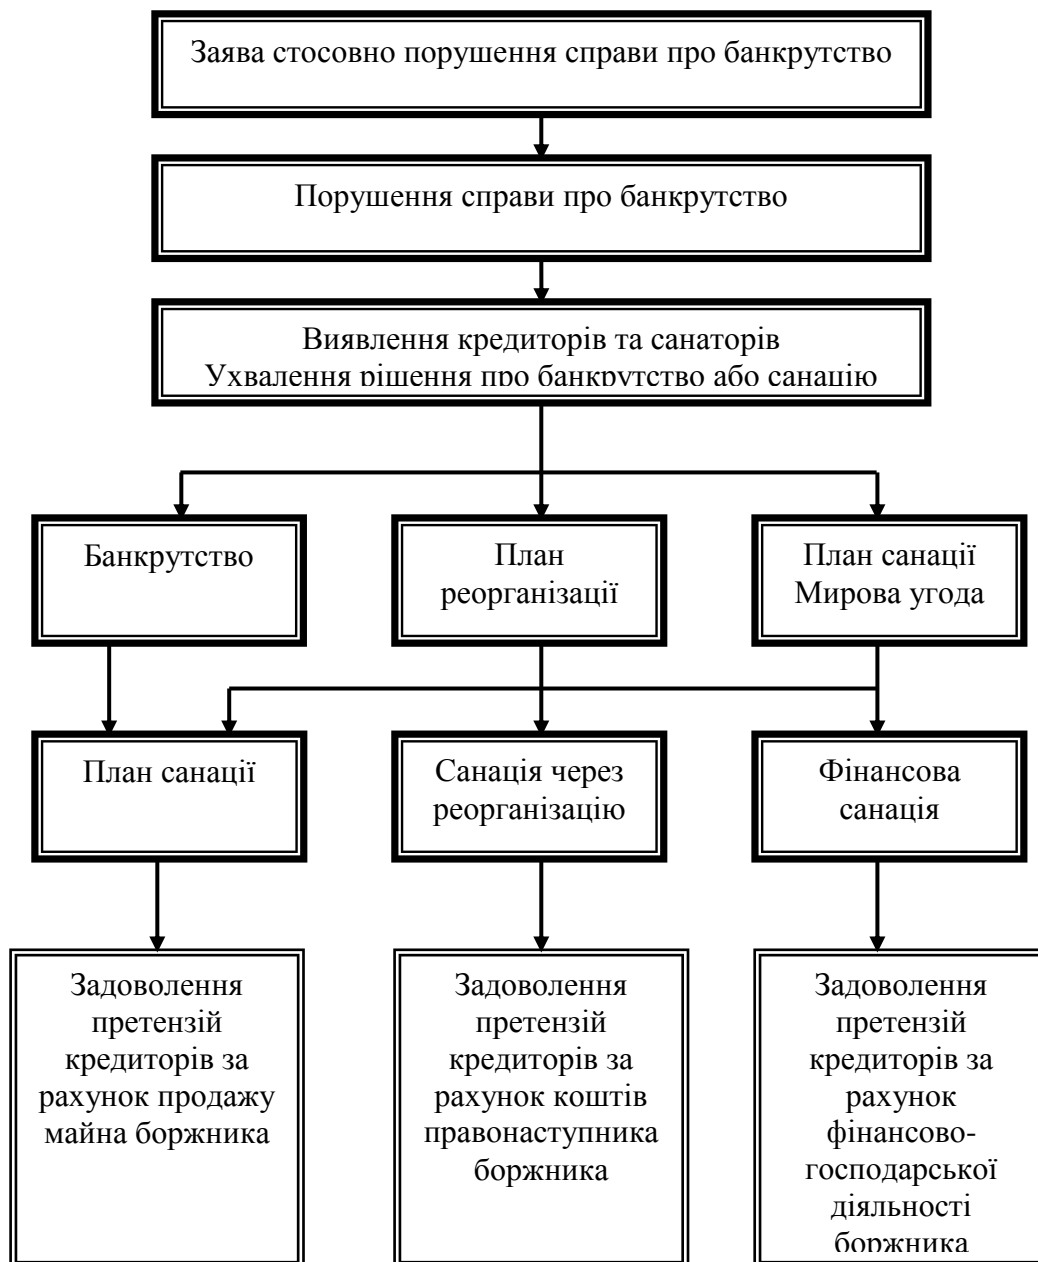 Заява стосовно порушення справи про банкрутство
Порушення справи про банкрутство
Виявлення кредиторів та санаторів
Ухвалення рішення про банкрутство або санацію
Банкрутство
План
реорганізації
План санації
Мирова угода
План санації
Санація через
реорганізацію
Фінансова
санація
Задоволення
претензій
кредиторів за
рахунок продажу
майна боржника
Задоволення
претензій
кредиторів за
рахунок коштів
правонаступника
боржника
Задоволення
претензій
кредиторів за
рахунок
фінансово-
господарської
діяльності
боржника